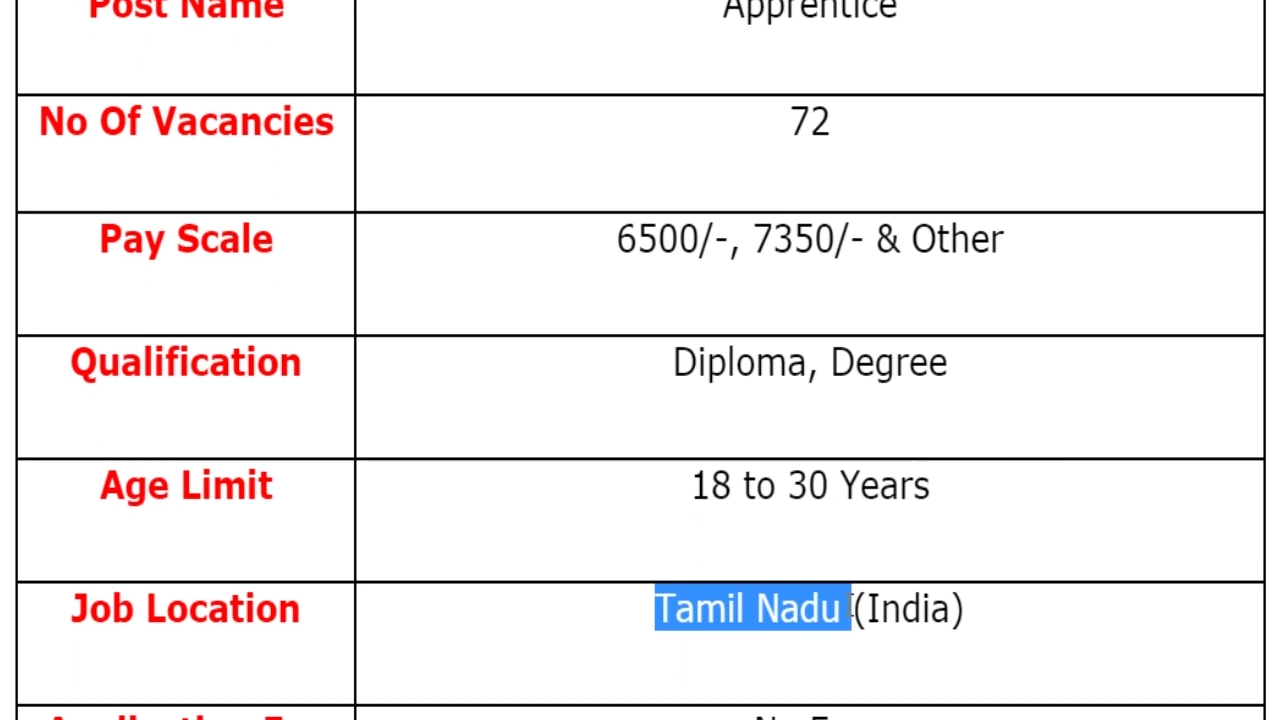 Post Name Apprentice
No Of Vacancies 72
Pay Scale 6500/-, 7350/- & Other
Qualification Diploma, Degree
Age Limit 18 to 30 Years
Job Location Tamil Nadu (India)